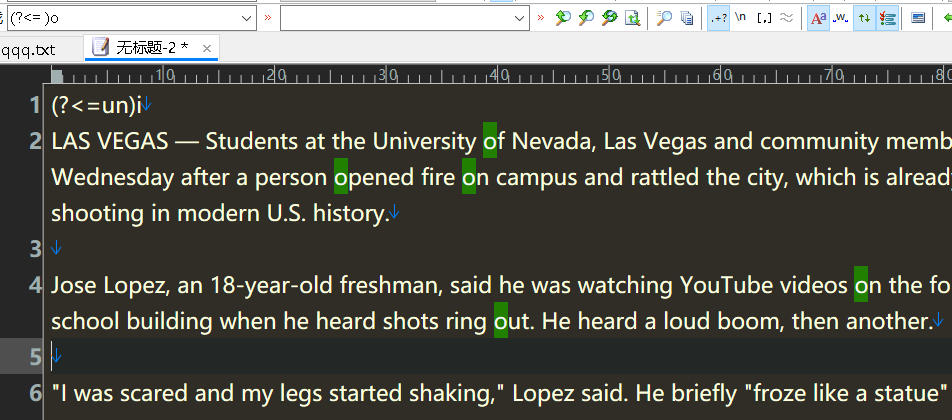 (?<= )o
» » .+? \n [,] Aa .w.
qqq.txt 无标题-2 * ×
10 20 30 40 50 60 70 80
1 (?<=un)i↓
2 LAS VEGAS — Students at the University of Nevada, Las Vegas and community memb
Wednesday after a person opened fire on campus and rattled the city, which is already
shooting in modern U.S. history.↓
3 ↓
4 Jose Lopez, an 18-year-old freshman, said he was watching YouTube videos on the fo
school building when he heard shots ring out. He heard a loud boom, then another.↓
5 ↓
6 "I was scared and my legs started shaking," Lopez said. He briefly "froze like a statue"